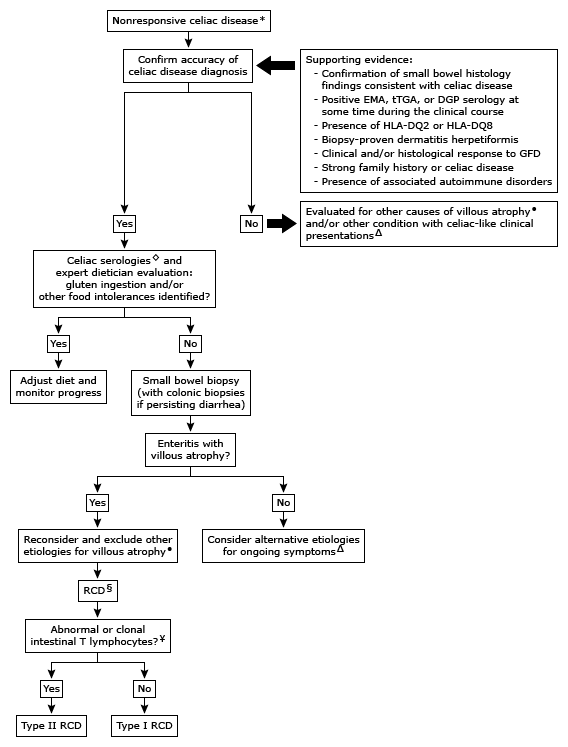 Nonresponsive celiac disease*
Confirm accuracy of
celiac disease diagnosis
Supporting evidence:
- Confirmation of small bowel histology
findings consistent with celiac disease
- Positive EMA, tTGA, or DGP serology at
some time during the clinical course
- Presence of HLA-DQ2 or HLA-DQ8
- Biopsy-proven dermatitis herpetiformis
- Clinical and/or histological response to GFD
- Strong family history or celiac disease
- Presence of associated autoimmune disorders
Yes
No
Evaluated for other causes of villous atrophy•
and/or other condition with celiac-like clinical
presentationsΔ
Celiac serologies◇ and
expert dietician evaluation:
gluten ingestion and/or
other food intolerances identified?
Yes
No
Adjust diet and
monitor progress
Small bowel biopsy
(with colonic biopsies
if persisting diarrhea)
Enteritis with
villous atrophy?
Yes
No
Reconsider and exclude other
etiologies for villous atrophy•
Consider alternative etiologies
for ongoing symptomsΔ
RCD§
Abnormal or clonal
intestinal T lymphocytes?¥
Yes
No
Type II RCD
Type I RCD